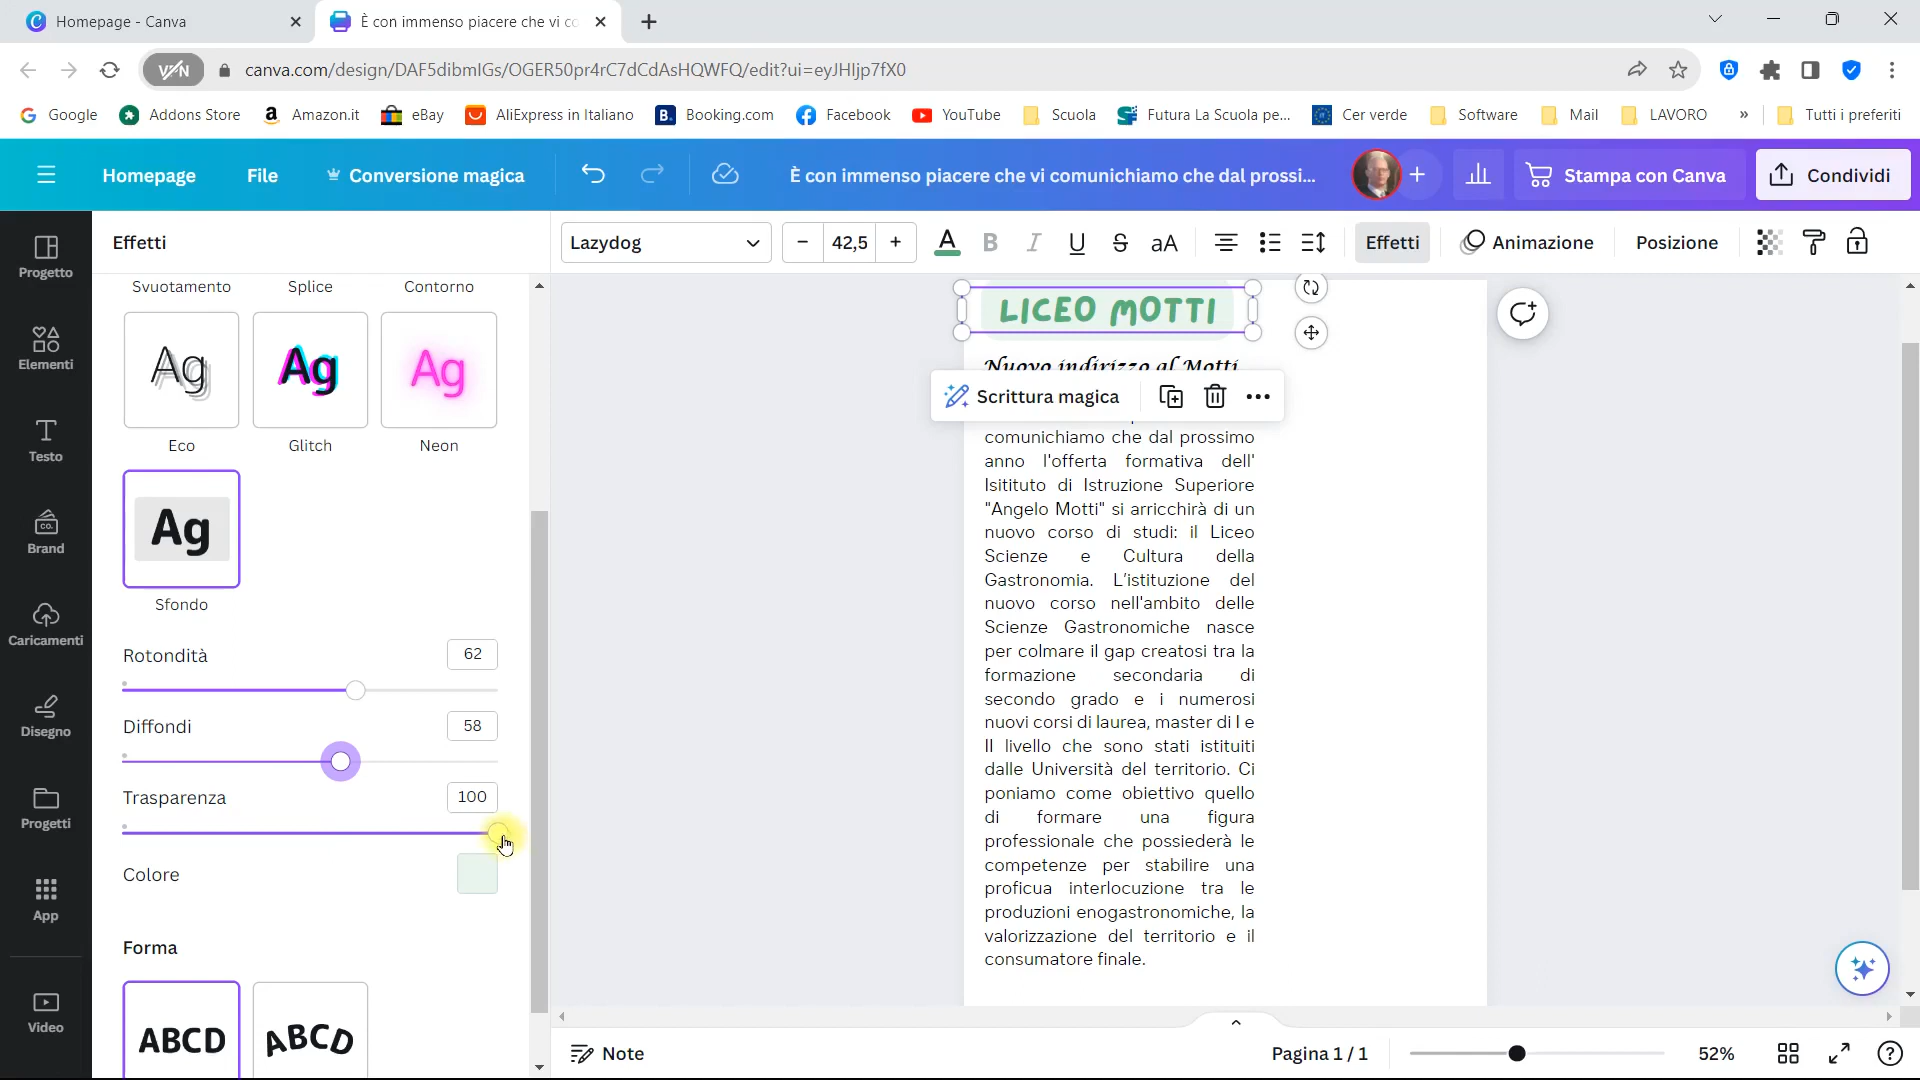 Homepage - Canva
È con immenso piacere che vi co
VPN
canva.com/design/DAF5dibmIGs/OGER50pr4rC7dCdAsHQWFQ/edit?ui=eyJHIjp7fX0
Google
Addons Store
Amazon.it
eBay
AliExpress in Italiano
Booking.com
Facebook
YouTube
Scuola
Futura La Scuola pe...
Cer verde
Software
Mail
LAVORO
»
Tutti i preferiti
Homepage
File
Conversione magica
È con immenso piacere che vi comunichiamo che dal prossi...
Stampa con Canva
Condividi
Progetto
Elementi
Testo
Brand
Caricamenti
Disegno
Progetti
App
Video
Effetti
Svuotamento
Splice
Contorno
Ag
Ag
Ag
Eco
Glitch
Neon
Ag
Sfondo
Rotondità
62
Diffondi
58
Trasparenza
100
Colore
Forma
ABCD
ABCD
Lazydog
– 42,5 +
A B I U S aA
Effetti
Animazione
Posizione
LICEO MOTTI
Nuovo indirizzo al Motti
Scrittura magica
comunichiamo che dal prossimo
anno l'offerta formativa dell'
Isitituto di Istruzione Superiore
"Angelo Motti" si arricchirà di un
nuovo corso di studi: il Liceo
Scienze e Cultura della
Gastronomia. L'istituzione del
nuovo corso nell'ambito delle
Scienze Gastronomiche nasce
per colmare il gap creatosi tra la
formazione secondaria di
secondo grado e i numerosi
nuovi corsi di laurea, master di I e
II livello che sono stati istituiti
dalle Università del territorio. Ci
poniamo come obiettivo quello
di formare una figura
professionale che possiederà le
competenze per stabilire una
proficua interlocuzione tra le
produzioni enogastronomiche, la
valorizzazione del territorio e il
consumatore finale.
Note
Pagina 1 / 1
52%